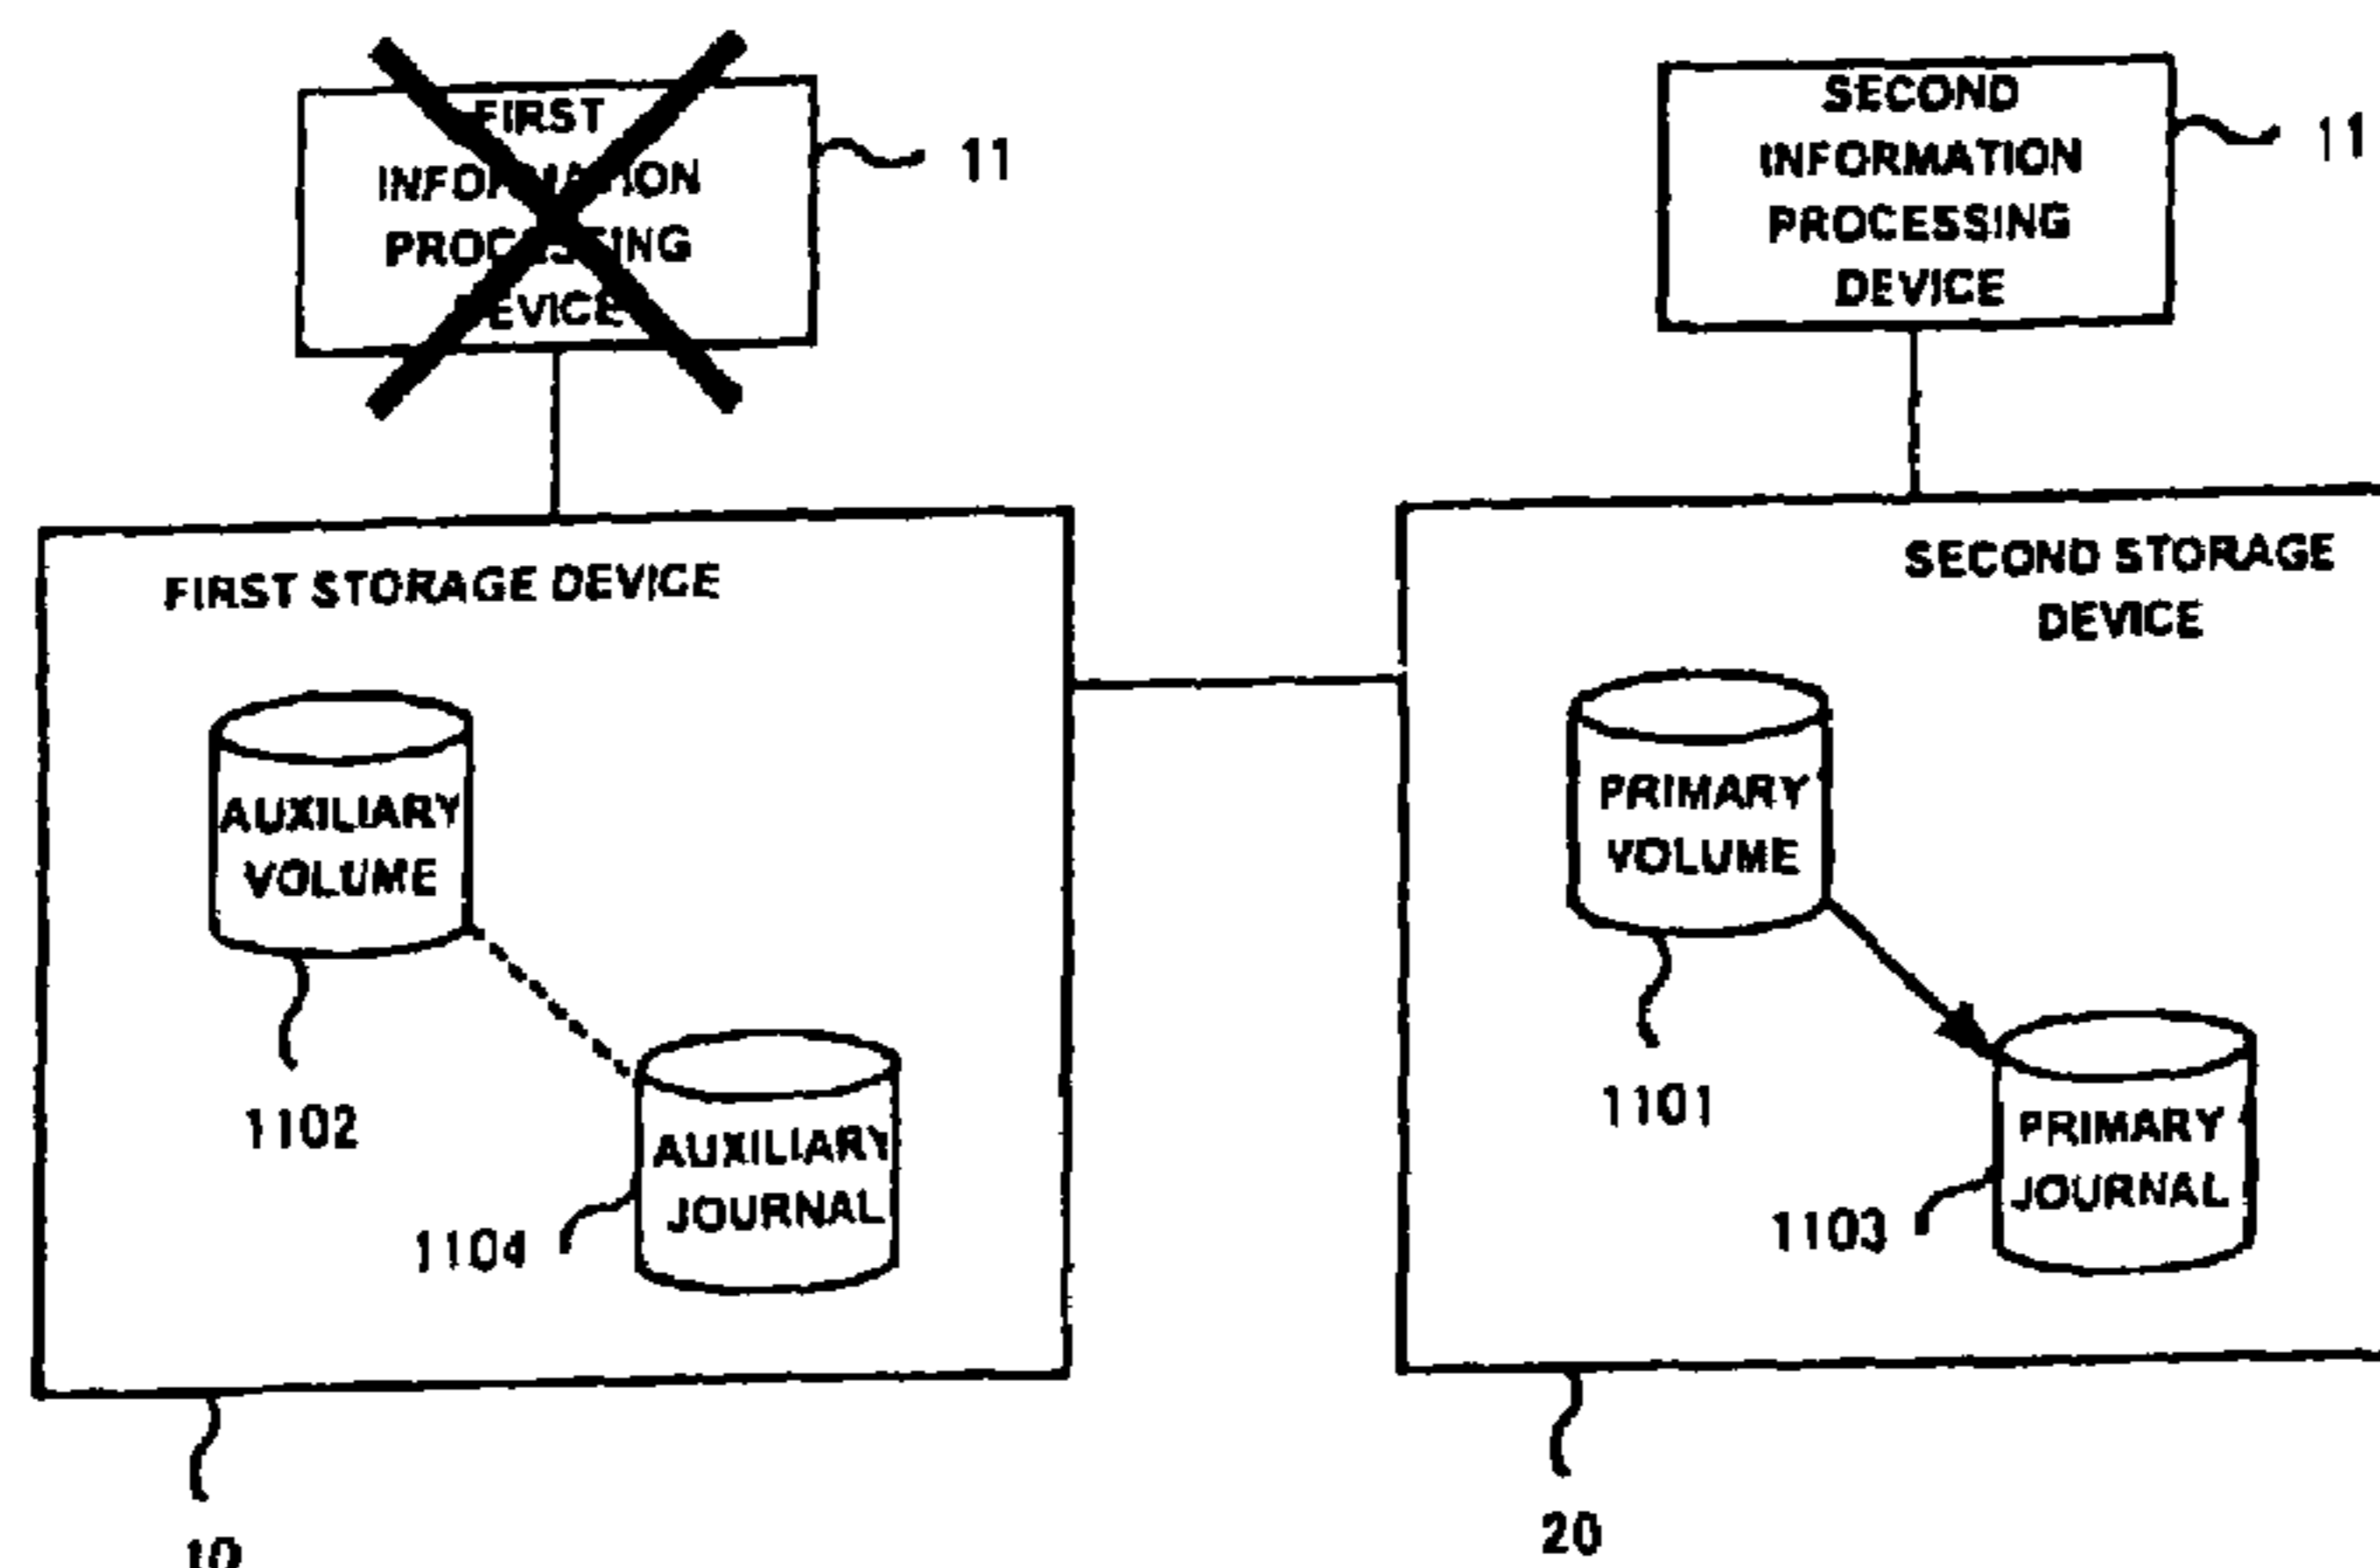 FIRST
INFORMATION
PROCESSING
DEVICE
11
SECOND
INFORMATION
PROCESSING
DEVICE
11
FIRST STORAGE DEVICE
AUXILIARY
VOLUME
1102
AUXILIARY
JOURNAL
1104
10
SECOND STORAGE
DEVICE
PRIMARY
VOLUME
1101
PRIMARY
JOURNAL
1103
20